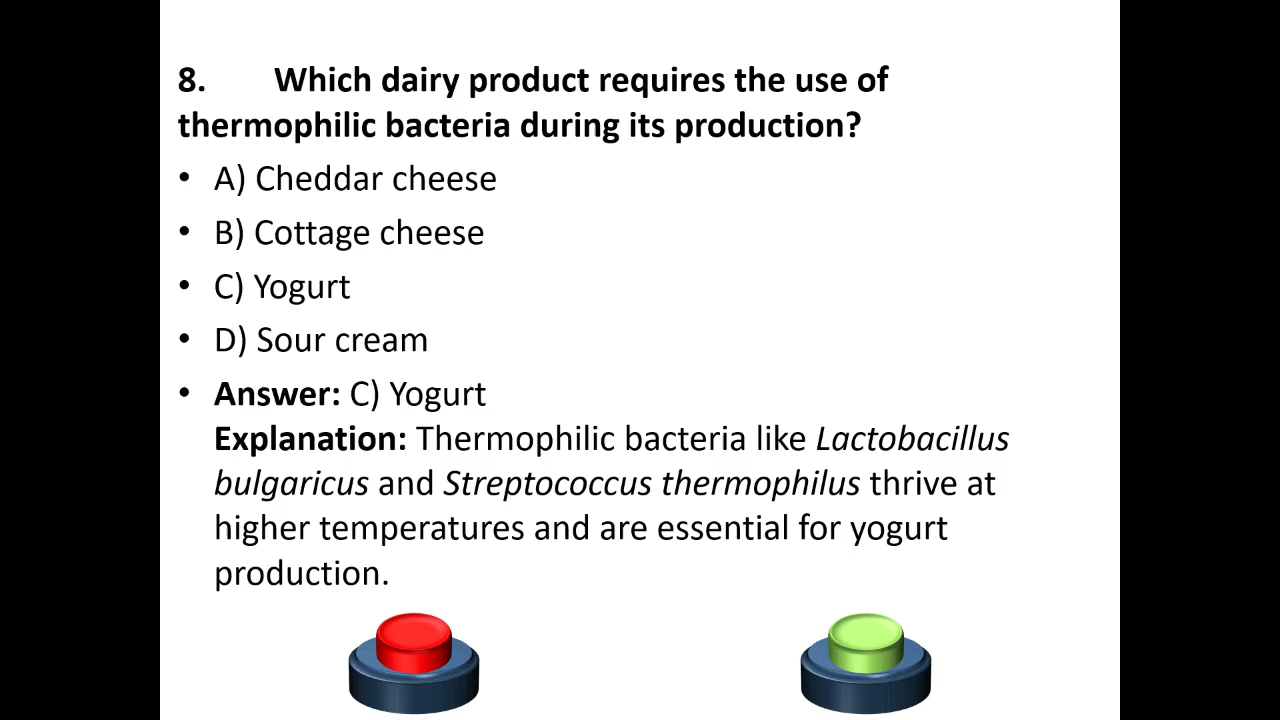 8. Which dairy product requires the use of
thermophilic bacteria during its production?
• A) Cheddar cheese
• B) Cottage cheese
• C) Yogurt
• D) Sour cream
• Answer: C) Yogurt
Explanation: Thermophilic bacteria like Lactobacillus
bulgaricus and Streptococcus thermophilus thrive at
higher temperatures and are essential for yogurt
production.